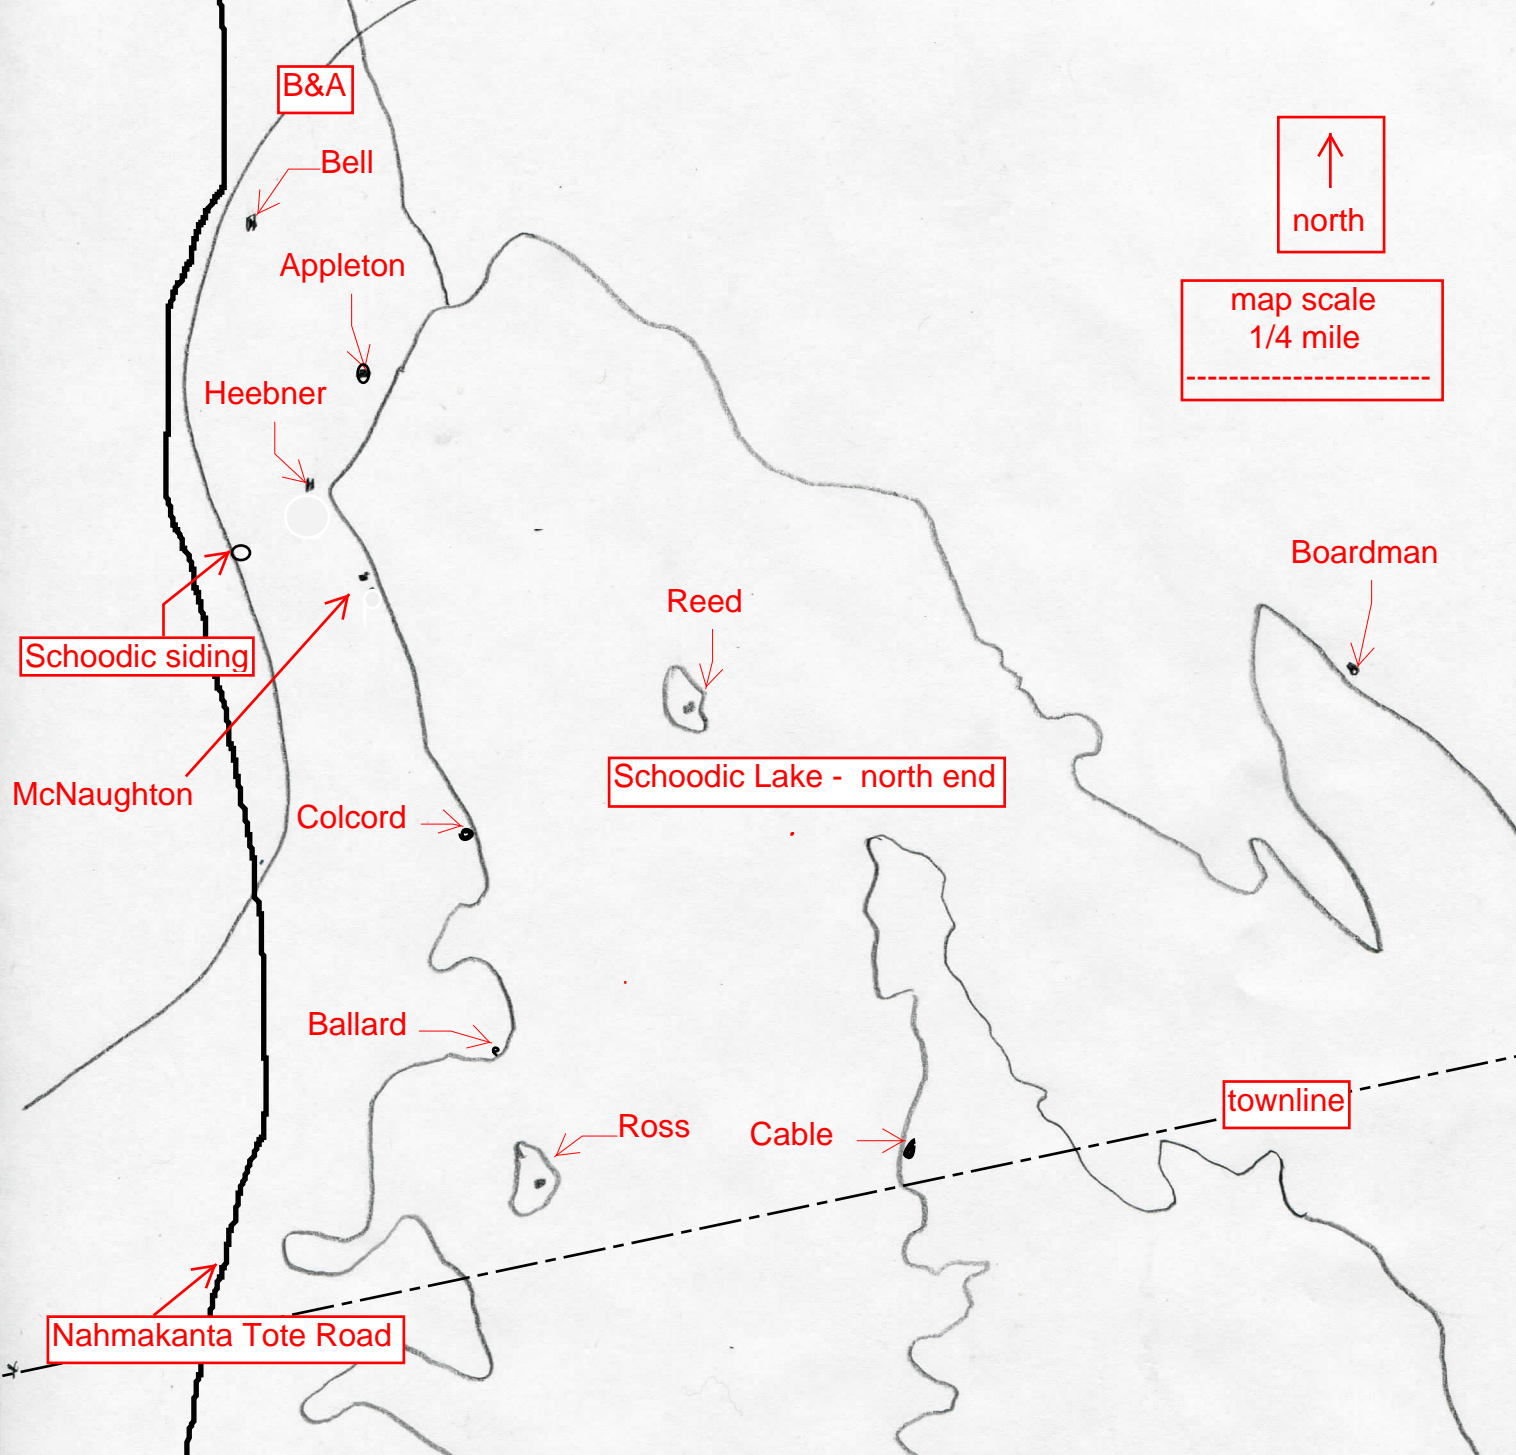 B&A
Bell
north
Appleton
map scale
1/4 mile
Heebner
Boardman
Reed
Schoodic siding
Schoodic Lake - north end
McNaughton
Colcord
Ballard
townline
Ross
Cable
Nahmakanta Tote Road